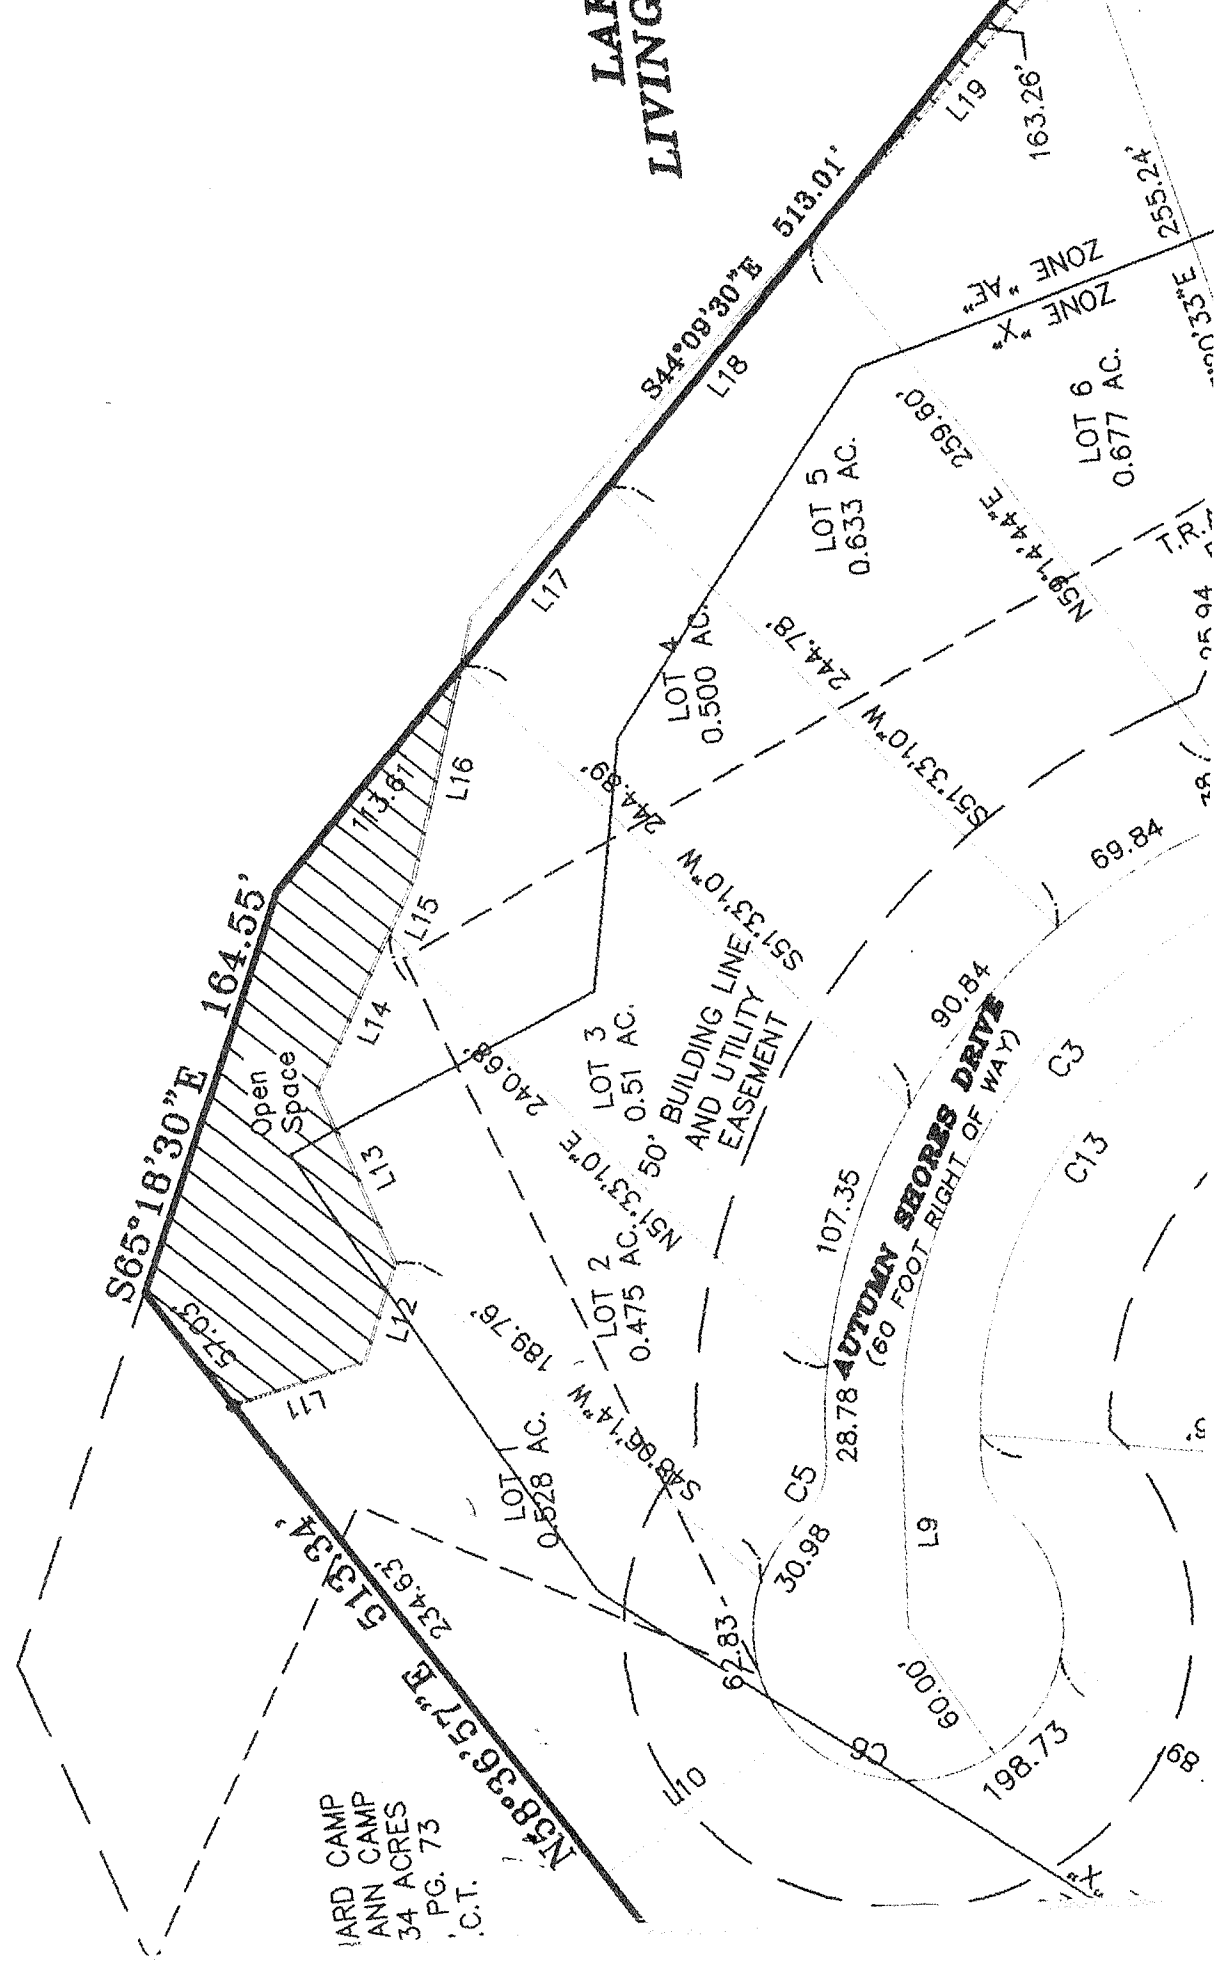 LIVING
S65°18'30"E 164.55'
S44°09'30"E 513.01'
N58°36'57"E 513.34'
57.03'
113.61
234.63'
163.26'
255.24'
L11
L12
L13
L14
L15
L16
L17
L18
L19
Open
Space
ZONE "AE"
ZONE "X"
LOT 1
0.528 AC.
LOT 2
0.475 AC.
LOT 3
0.51 AC.
LOT 4
0.500 AC.
LOT 5
0.633 AC.
LOT 6
0.677 AC.
S48°06'14"W 189.76'
N51°33'10"E 240.68'
S51°33'10"W 244.89'
S51°33'10"W 244.78'
N59°14'44"E 259.60'
50' BUILDING LINE
AND UTILITY
EASEMENT
AUTUMN SHORES DRIVE
(60 FOOT RIGHT OF WAY)
T.R.
69.84
90.84
107.35
28.78
30.98
62.83
198.73
60.00'
C3
C13
C5
C6
L9
L10
"X"
ARD CAMP
ANN CAMP
34 ACRES
PG. 73
C.T.